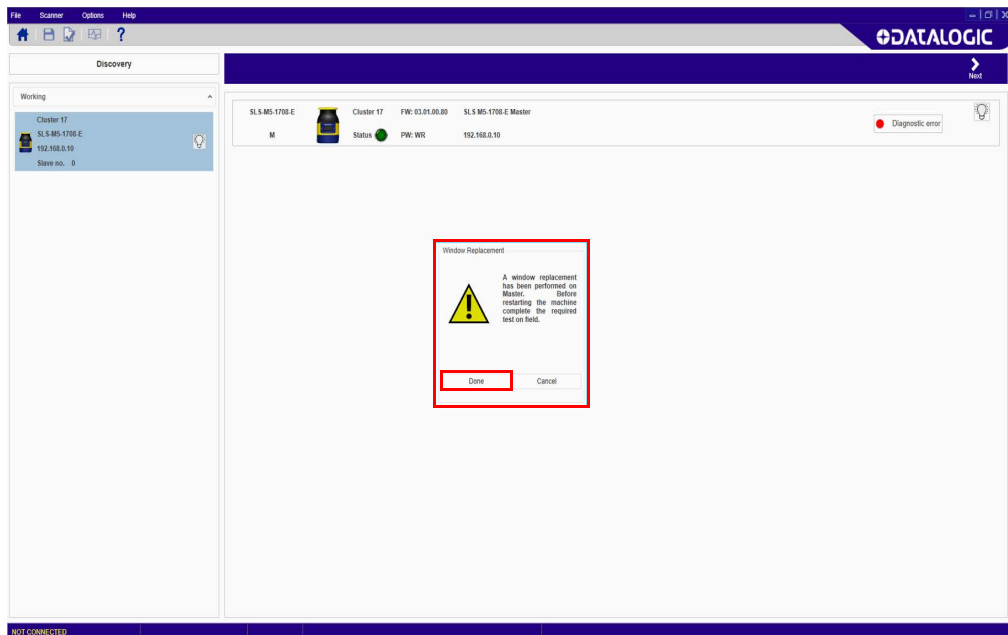 File Scanner Options Help
?
DATALOGIC
Discovery
Next
Working
Cluster 17
SLS-M5-1708-E
192.168.0.10
Slave no. 0
SLS-M5-1708-E Cluster 17 FW: 03.01.00.80 SLS M5-1708-E Master
M Status PW: WR 192.168.0.10
Diagnostic error
Window Replacement
A window replacement
has been performed on
Master. Before
restarting the machine
complete the required
test on field.
Done Cancel
NOT CONNECTED